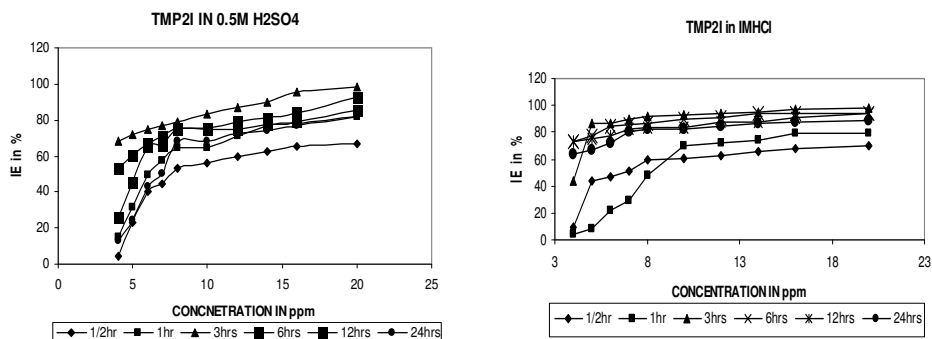 TMP2I IN 0.5M H2SO4
IE in %
120
100
80
60
40
20
0
0 5 10 15 20 25
CONCNETRATION IN ppm
1/2hr 1hr 3hrs 6hrs 12hrs 24hrs
TMP2I in IMHCl
IE in %
120
100
80
60
40
20
0
3 8 13 18 23
CONCENTRATION IN ppm
1/2hr 1hr 3hrs 6hrs 12hrs 24hrs